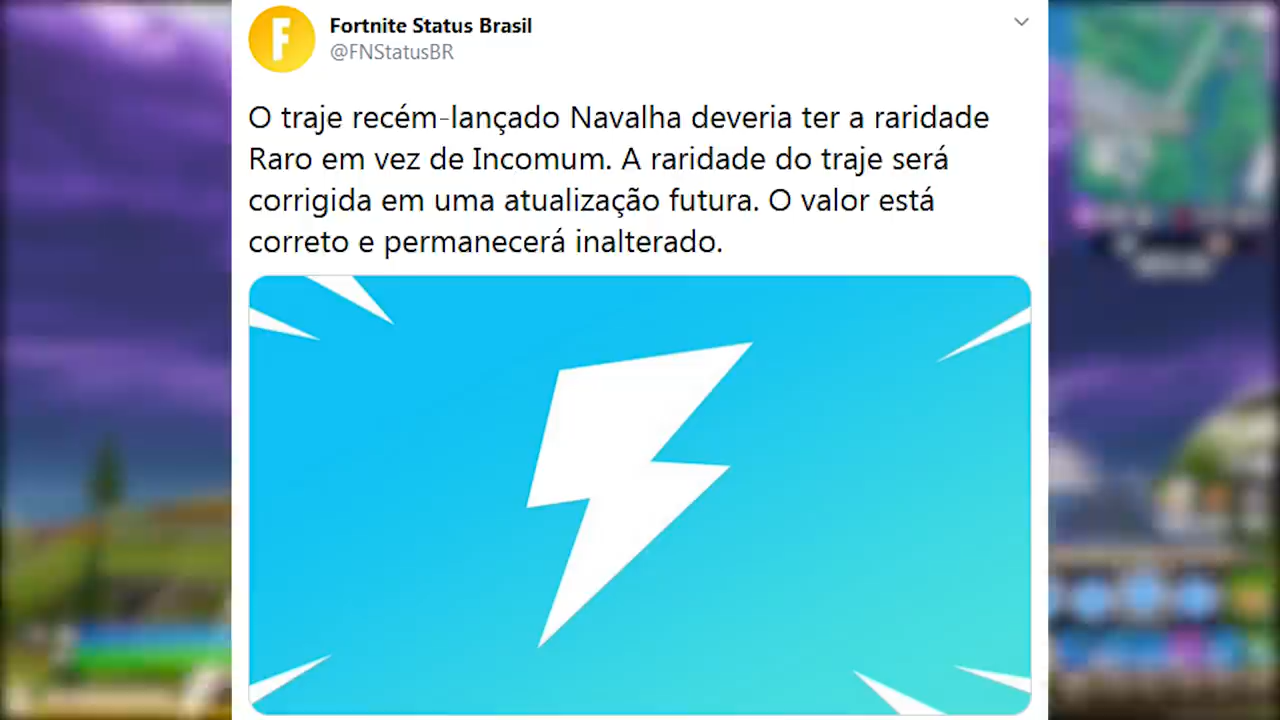 Fortnite Status Brasil
@FNStatusBR
O traje recém-lançado Navalha deveria ter a raridade
Raro em vez de Incomum. A raridade do traje será
corrigida em uma atualização futura. O valor está
correto e permanecerá inalterado.